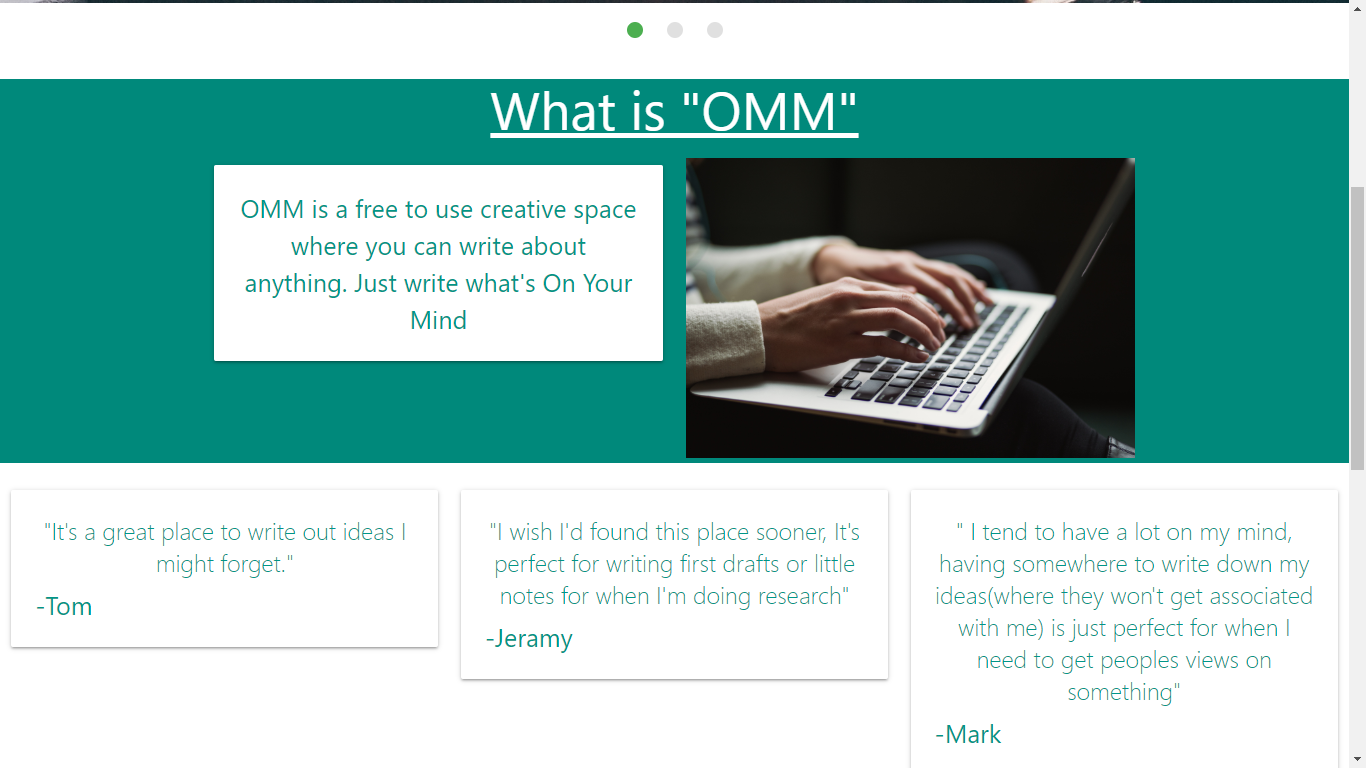 What is "OMM"
OMM is a free to use creative space
where you can write about
anything. Just write what's On Your
Mind
"It's a great place to write out ideas I
might forget."
-Tom
"I wish I'd found this place sooner, It's
perfect for writing first drafts or little
notes for when I'm doing research"
-Jeramy
" I tend to have a lot on my mind,
having somewhere to write down my
ideas(where they won't get associated
with me) is just perfect for when I
need to get peoples views on
something"
-Mark